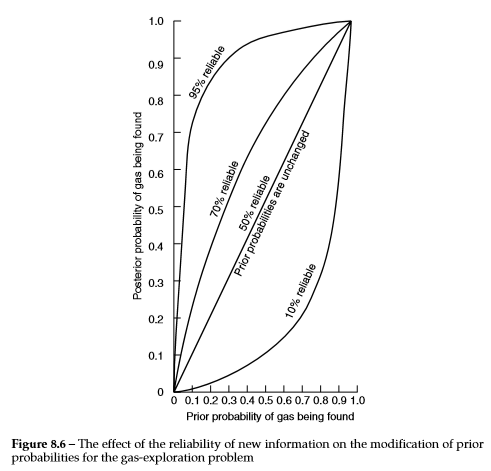 1.0
0.9
0.8
0.7
0.6
0.5
0.4
0.3
0.2
0.1
0
Posterior probability of gas being found
95% reliable
70% reliable
50% reliable
Prior probabilities are unchanged
10% reliable
0 0.1 0.2 0.3 0.4 0.5 0.6 0.7 0.8 0.9 1.0
Prior probability of gas being found
Figure 8.6 – The effect of the reliability of new information on the modification of prior
probabilities for the gas-exploration problem